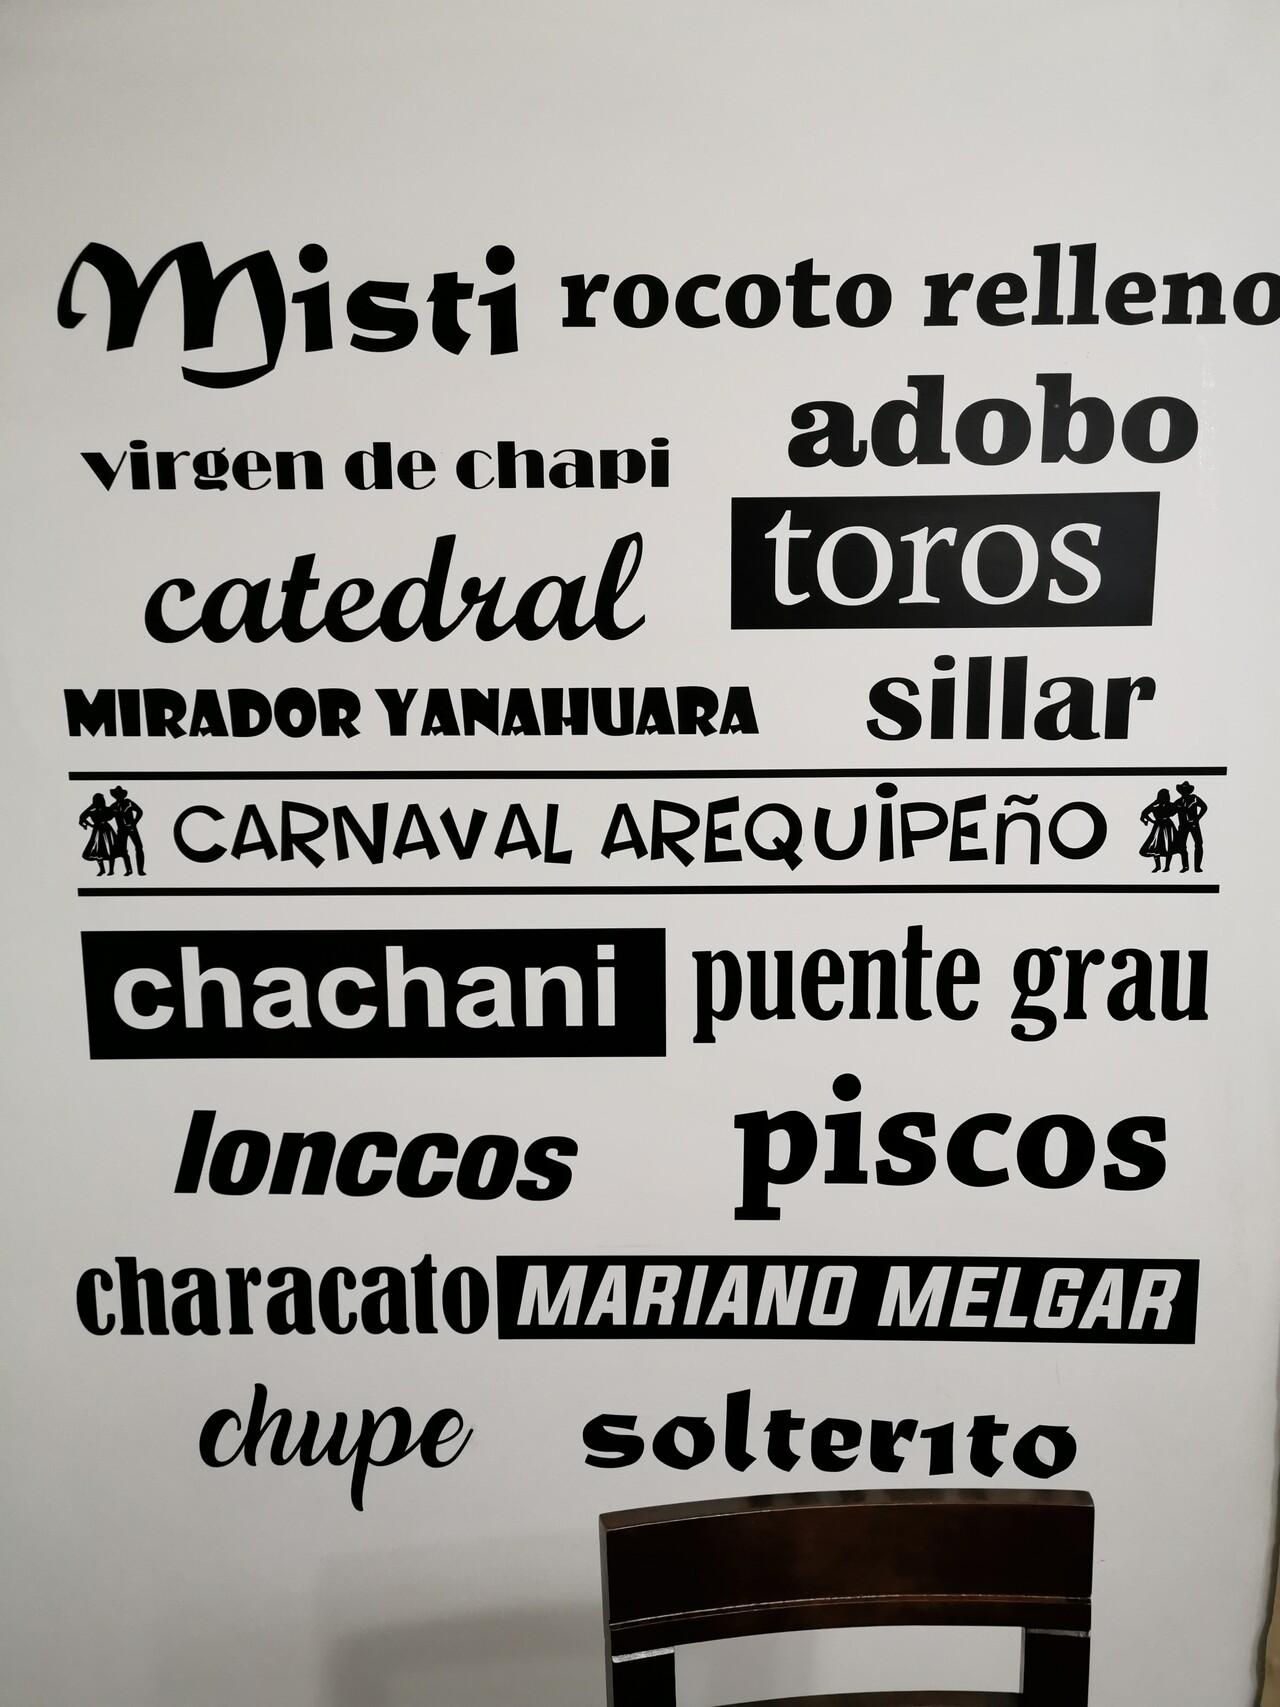 Misti rocoto relleno
adobo
virgen de chapi
toros
catedral
sillar
MIRADOR YANAHUARA
CARNAVAL AREQUiPEñO
chachani puente grau
lonccos piscos
characato MARIANO MELGAR
chupe solterıto